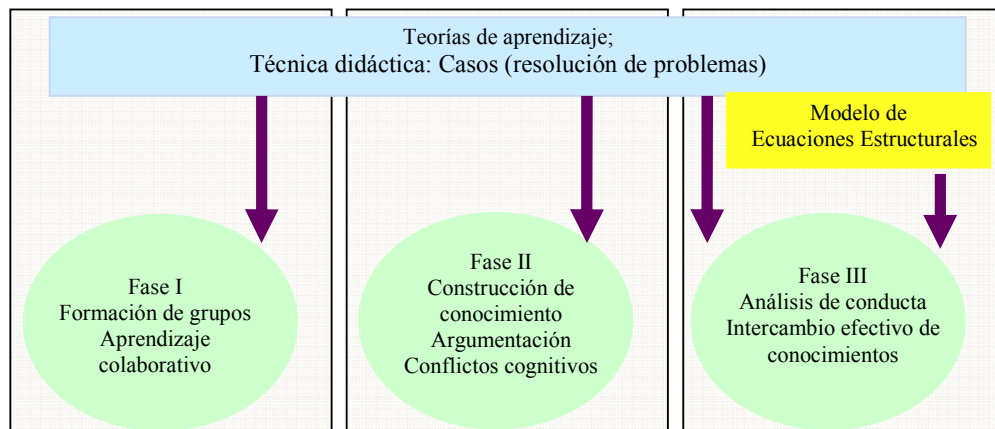 Teorías de aprendizaje;
Técnica didáctica: Casos (resolución de problemas)
Modelo de
Ecuaciones Estructurales
Fase I
Formación de grupos
Aprendizaje
colaborativo
Fase II
Construcción de
conocimiento
Argumentación
Conflictos cognitivos
Fase III
Análisis de conducta
Intercambio efectivo de
conocimientos